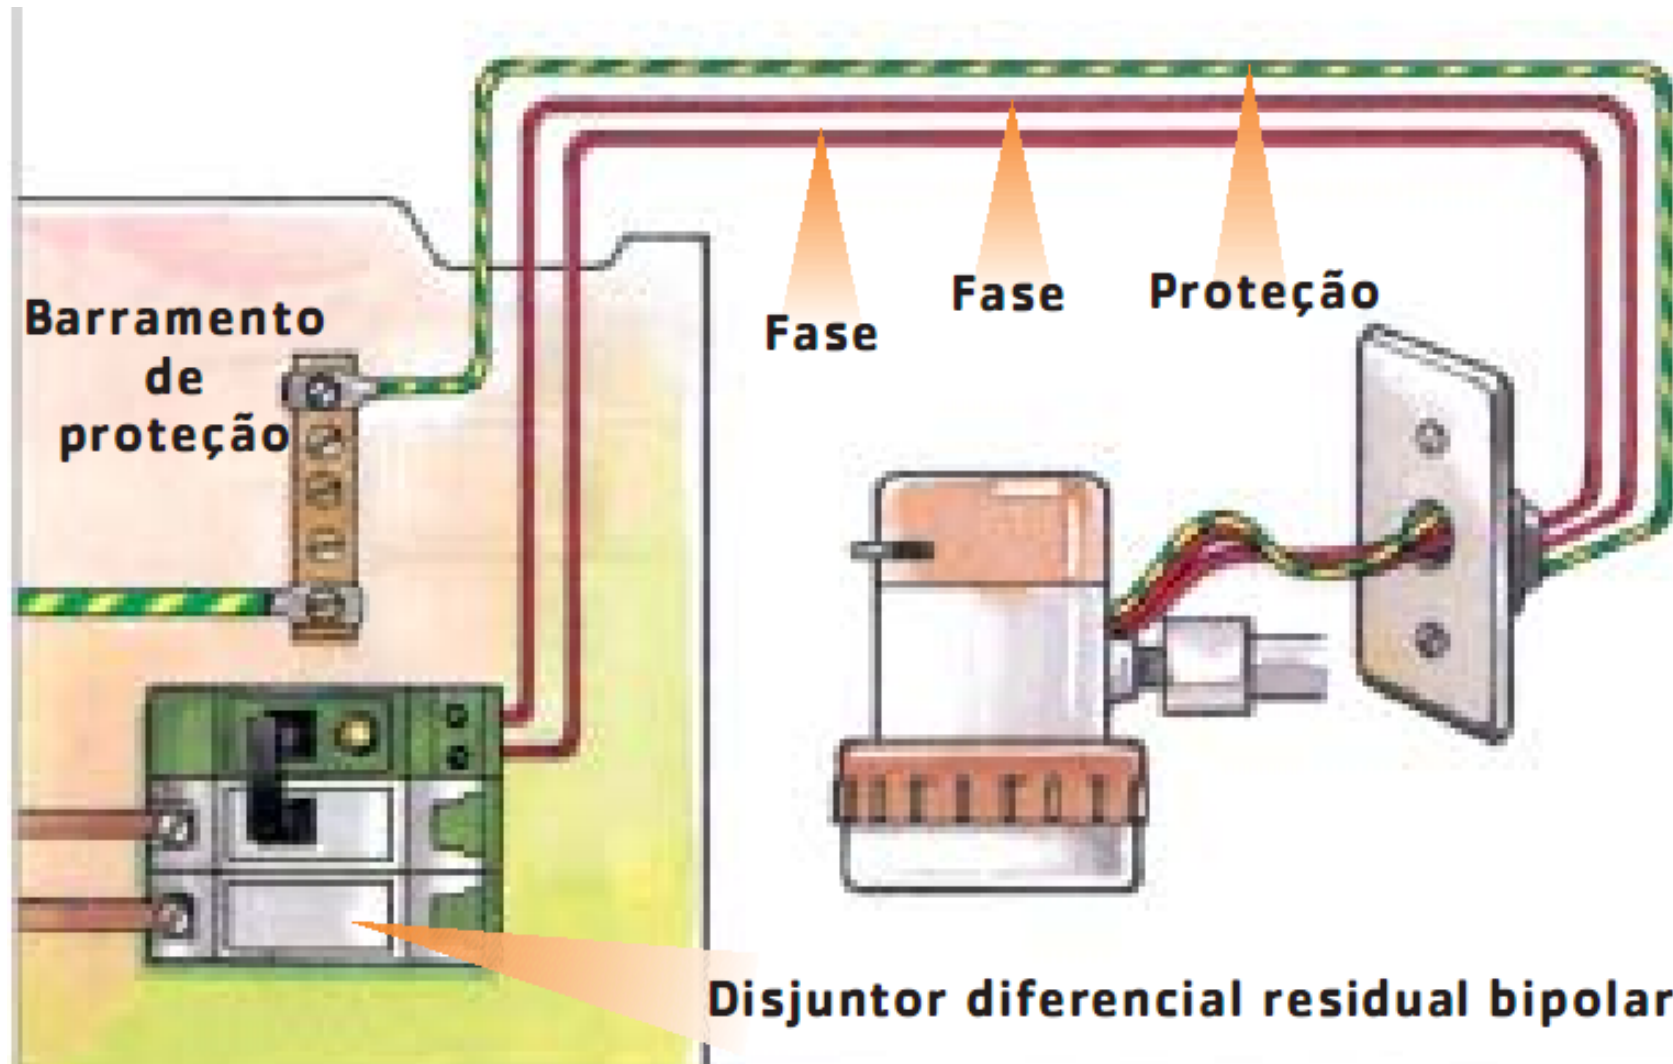 Barramento
de
proteção
Fase
Fase
Proteção
Disjuntor diferencial residual bipolar